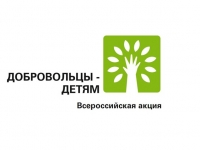 ДОБРОВОЛЬЦЫ -
ДЕТЯМ
Всероссийская акция